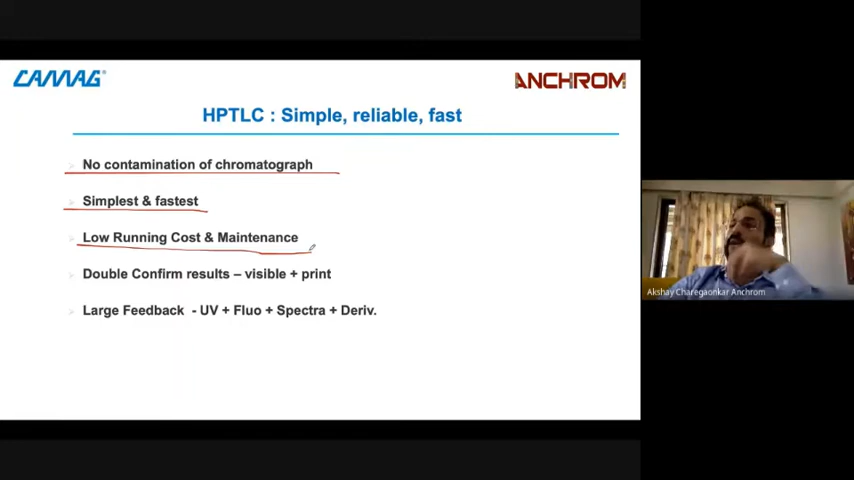 CAMAG®
ANCHROM
HPTLC : Simple, reliable, fast
No contamination of chromatograph
Simplest & fastest
Low Running Cost & Maintenance
Double Confirm results – visible + print
Large Feedback - UV + Fluo + Spectra + Deriv.
Akshay Charegaonkar Anchrom